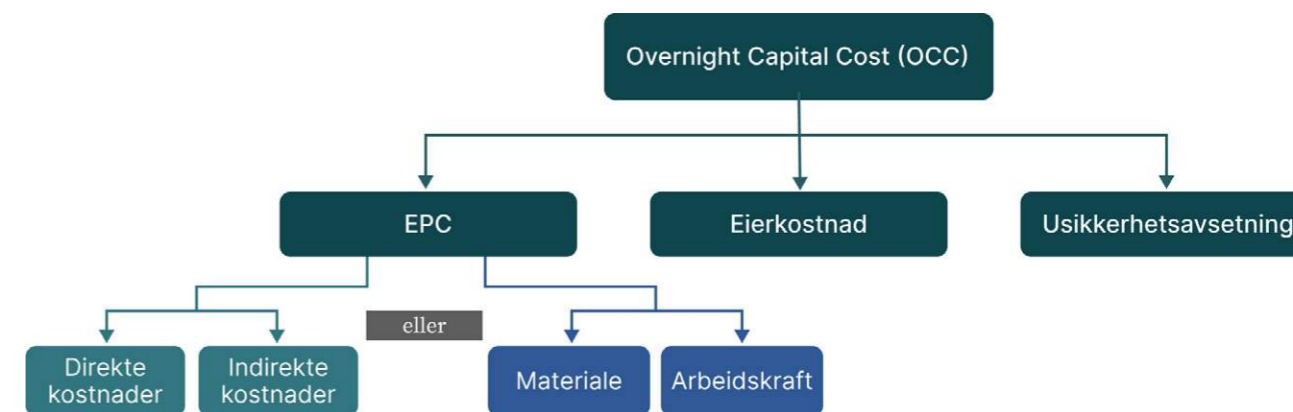 Overnight Capital Cost (OCC)
EPC
Eierkostnad
Usikkerhetsavsetning
eller
Direkte
kostnader
Indirekte
kostnader
Materiale
Arbeidskraft